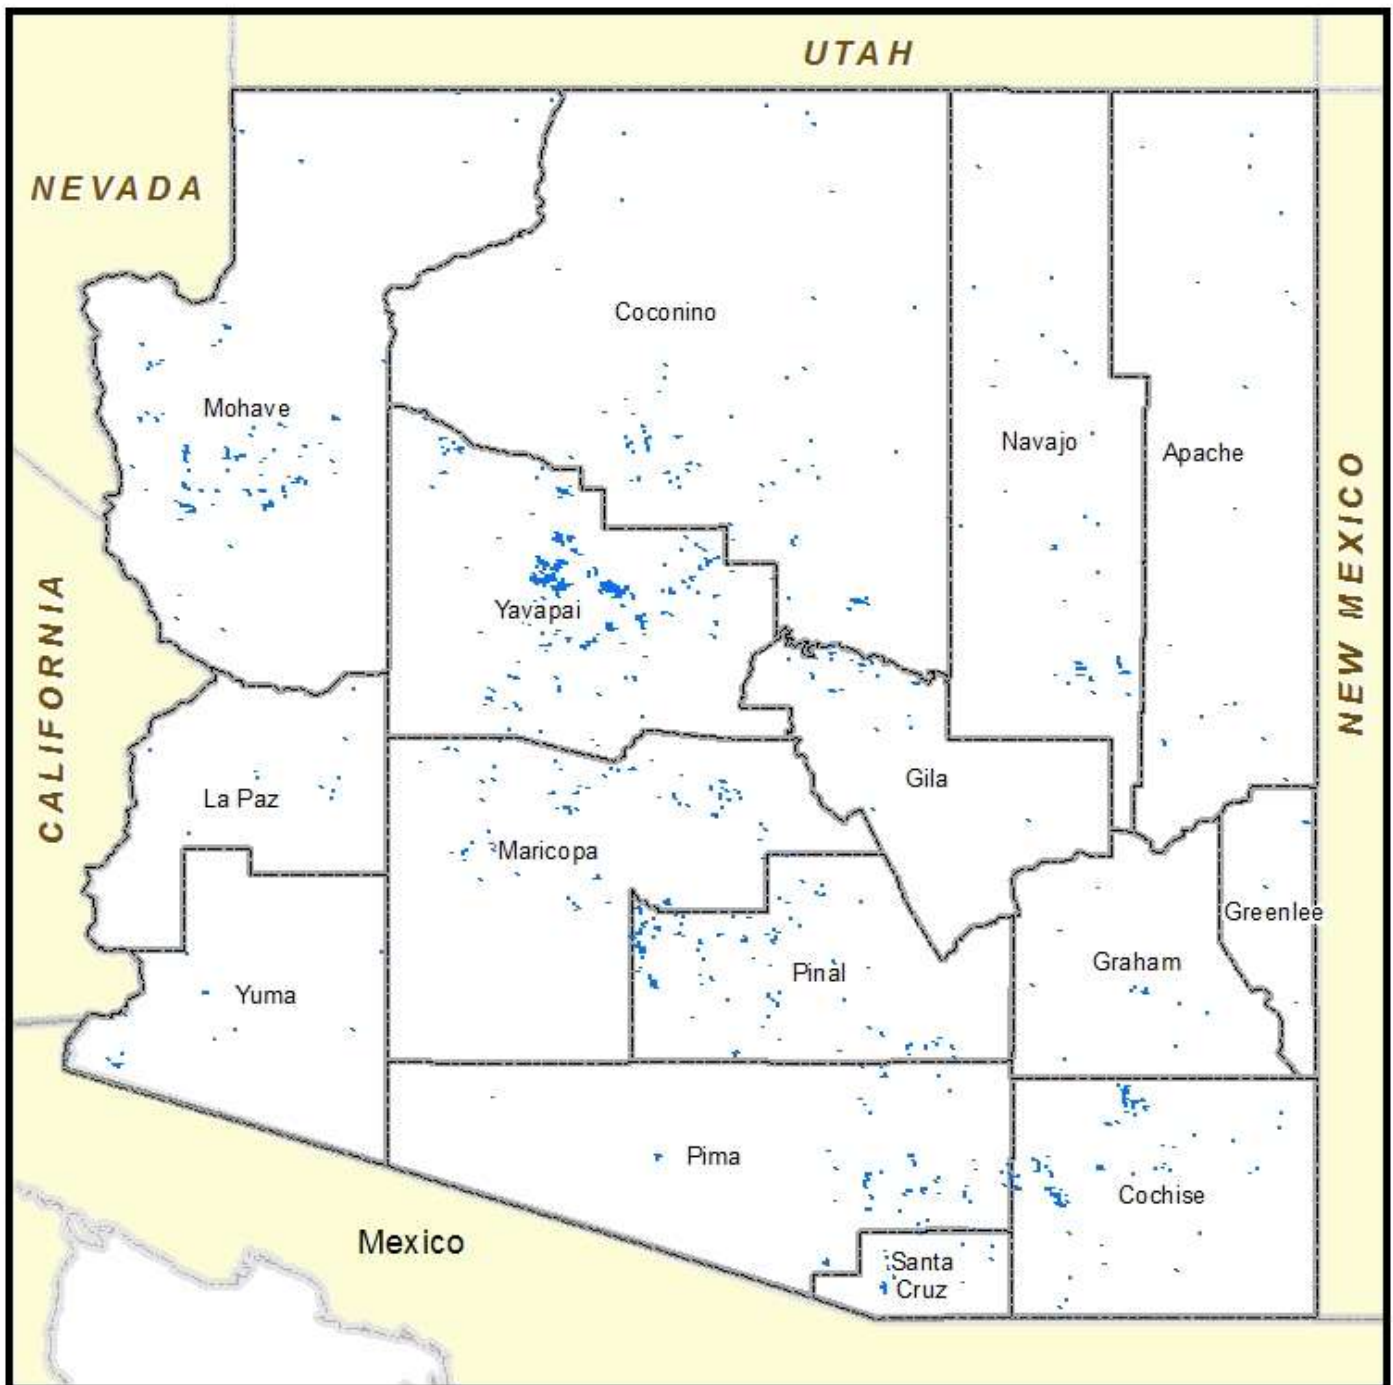 UTAH
NEVADA
Coconino
Mohave
Navajo
Apache
NEW MEXICO
CALIFORNIA
Yavapai
Gila
La Paz
Maricopa
Greenlee
Graham
Pinal
Yuma
Pima
Cochise
Mexico
Santa
Cruz